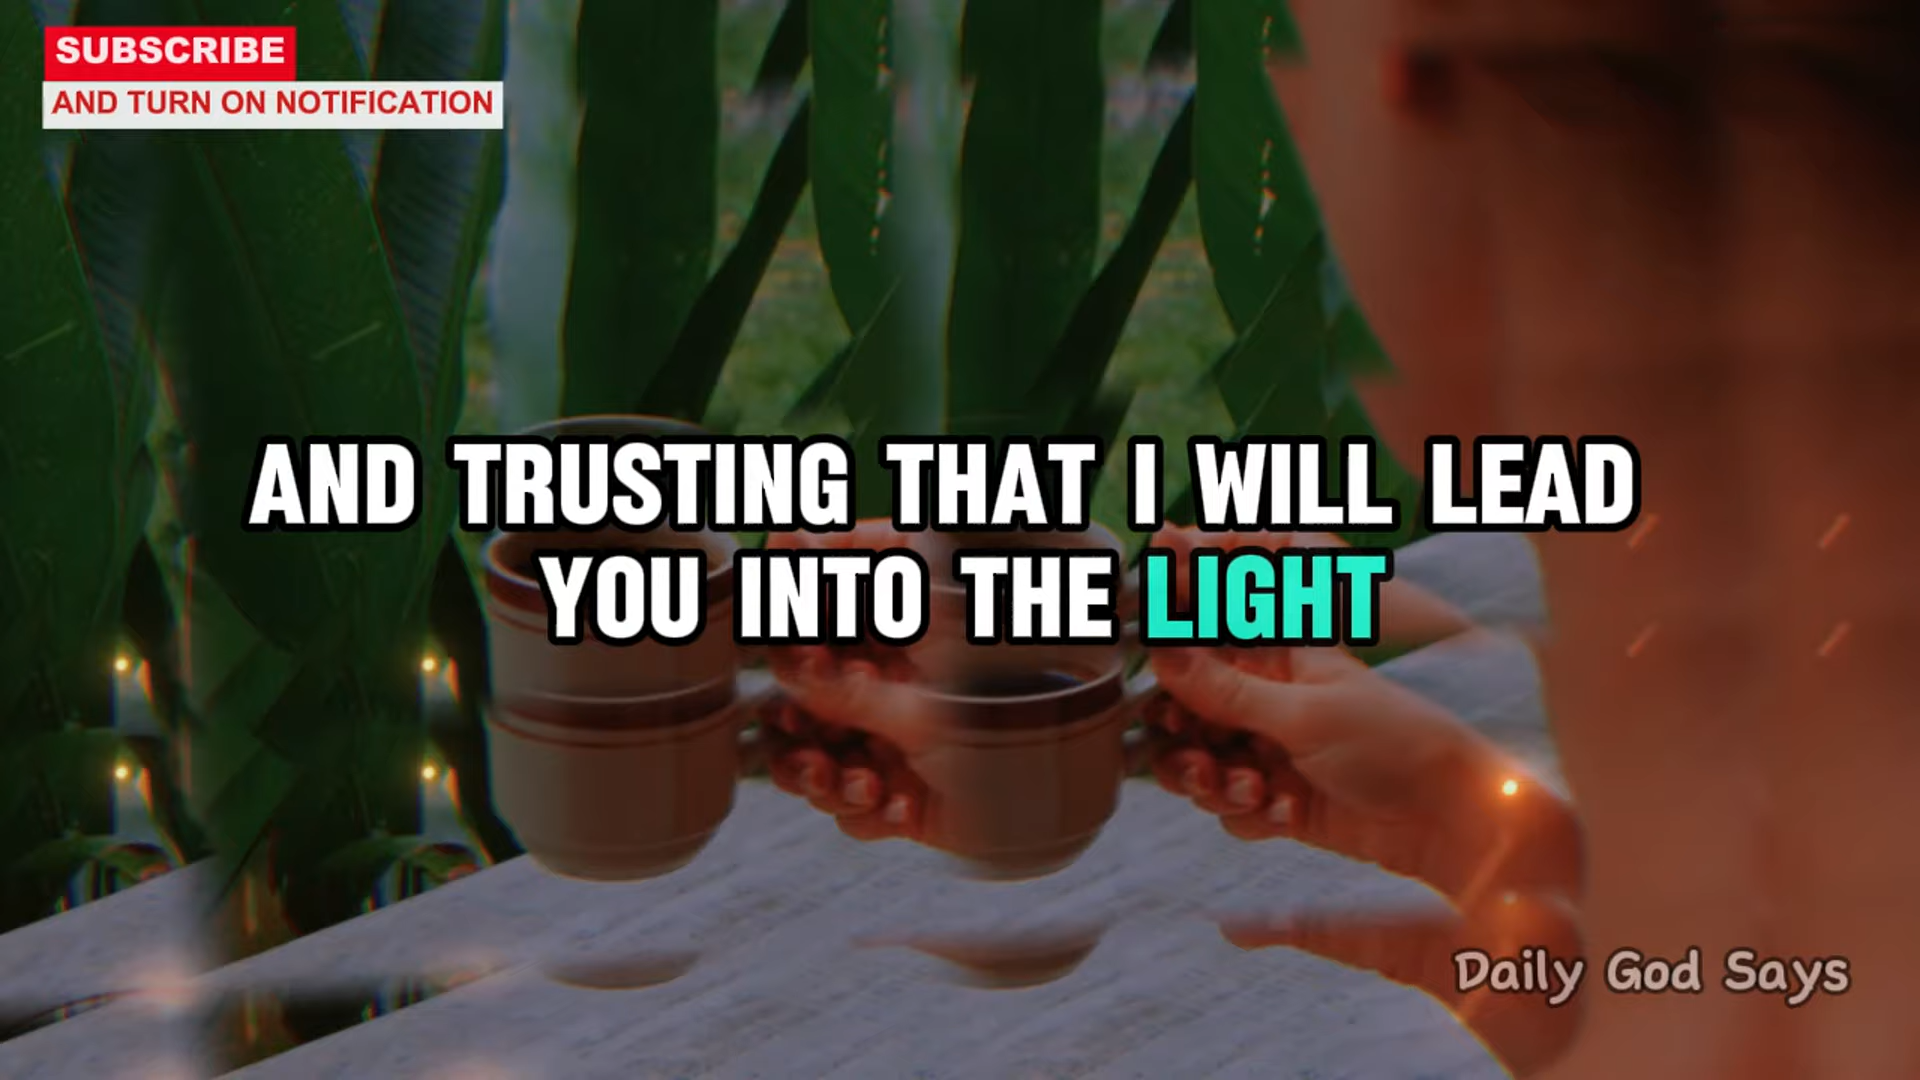 SUBSCRIBE
AND TURN ON NOTIFICATION
AND TRUSTING THAT I WILL LEAD
YOU INTO THE LIGHT
Daily God Says